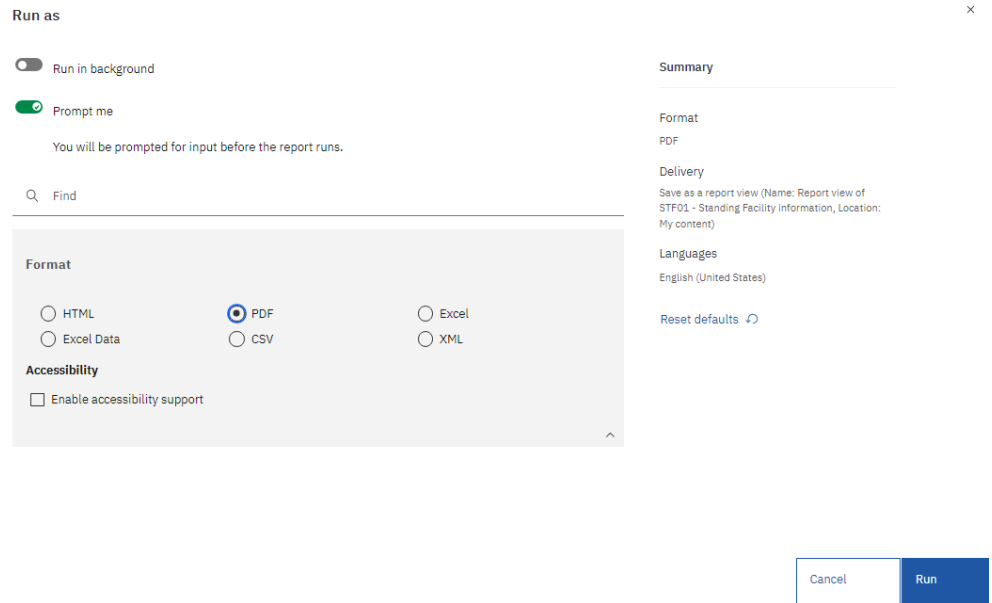 Run as
Run in background
Prompt me
You will be prompted for input before the report runs.
Find
Format
HTML
PDF
Excel
Excel Data
CSV
XML
Accessibility
Enable accessibility support
Summary
Format
PDF
Delivery
Save as a report view (Name: Report view of
STF01 - Standing Facility information, Location:
My content)
Languages
English (United States)
Reset defaults
Cancel
Run